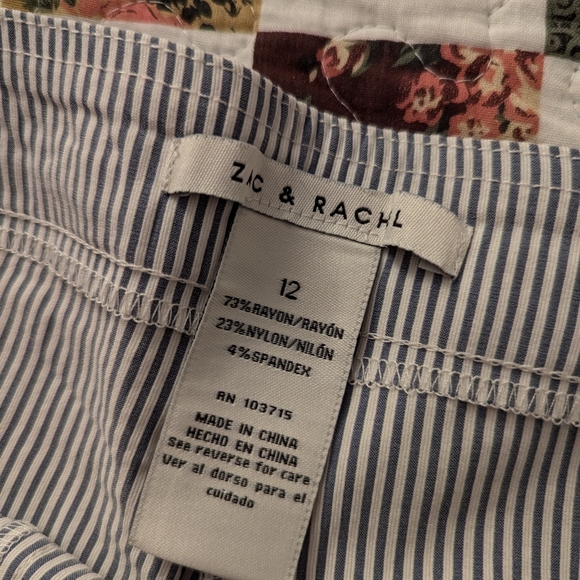 ZAC & RACHEL
12
73%RAYON/RAYÓN
23%NYLON/NILÓN
4%SPANDEX
RN 103715
MADE IN CHINA
HECHO EN CHINA
See reverse for care
Ver al dorso para el
cuidado